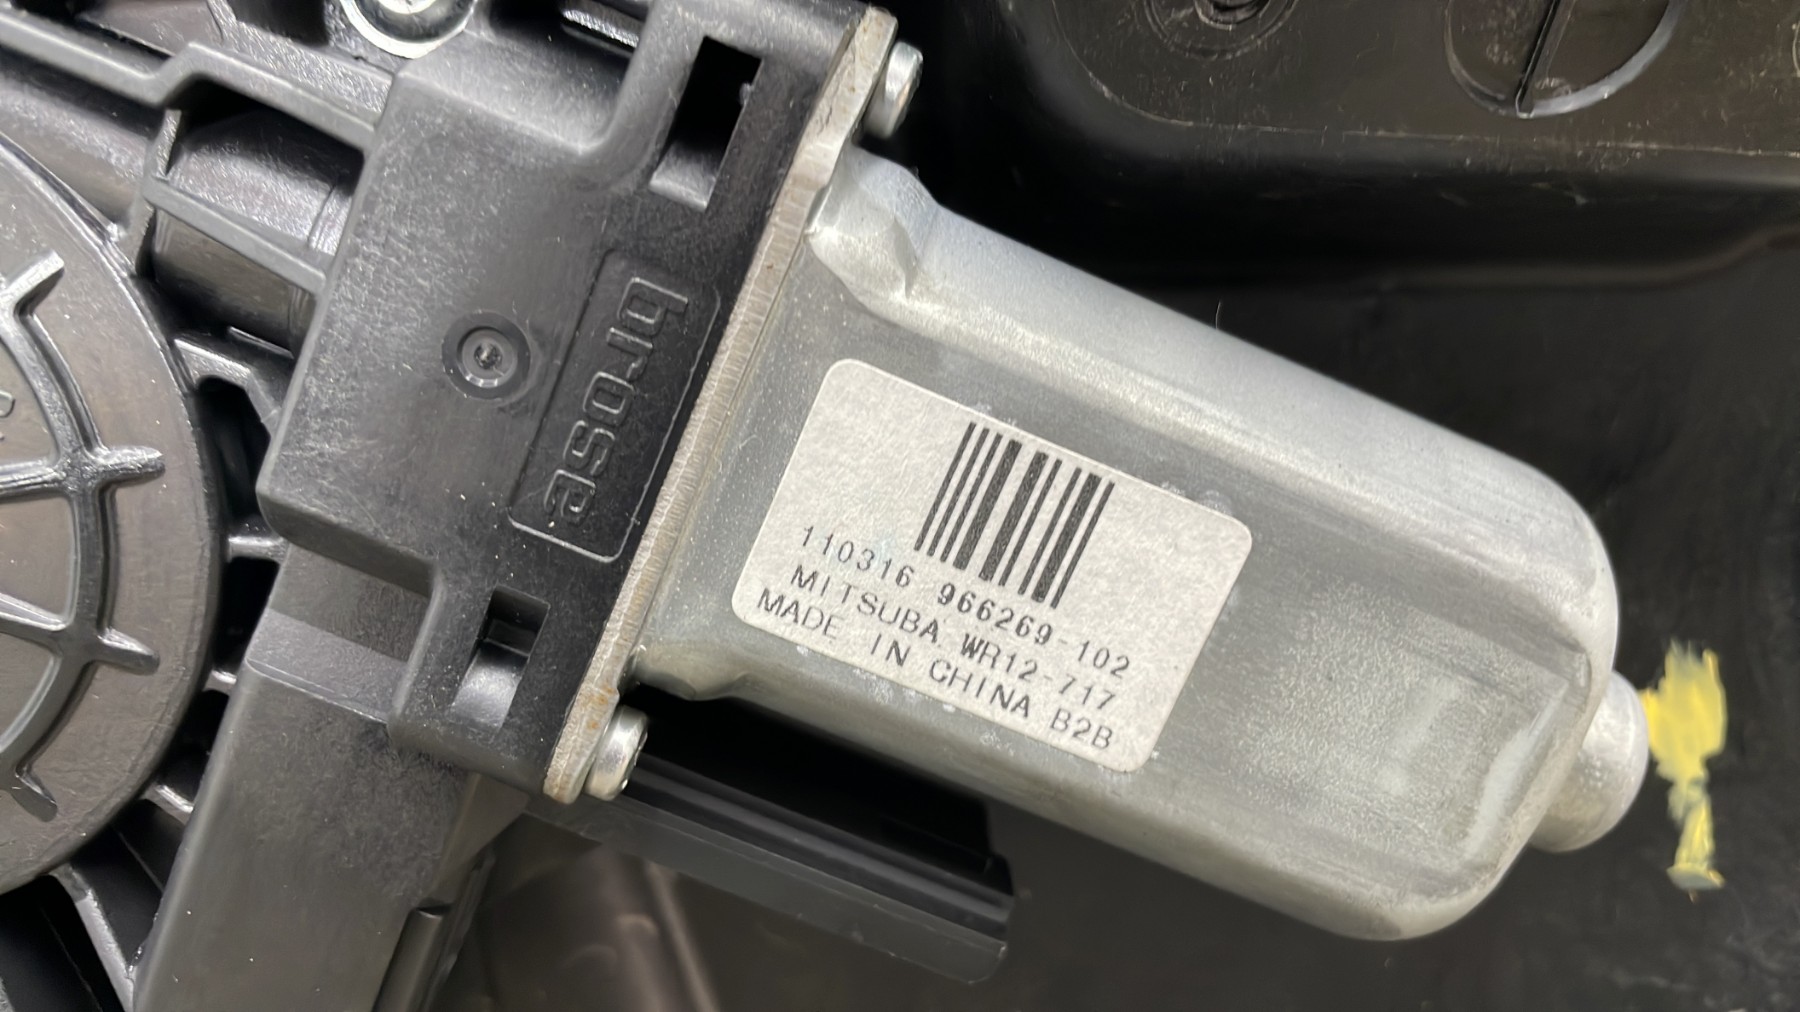 brose
110316 966269-102
MITSUBA WR12-717
MADE IN CHINA B2B